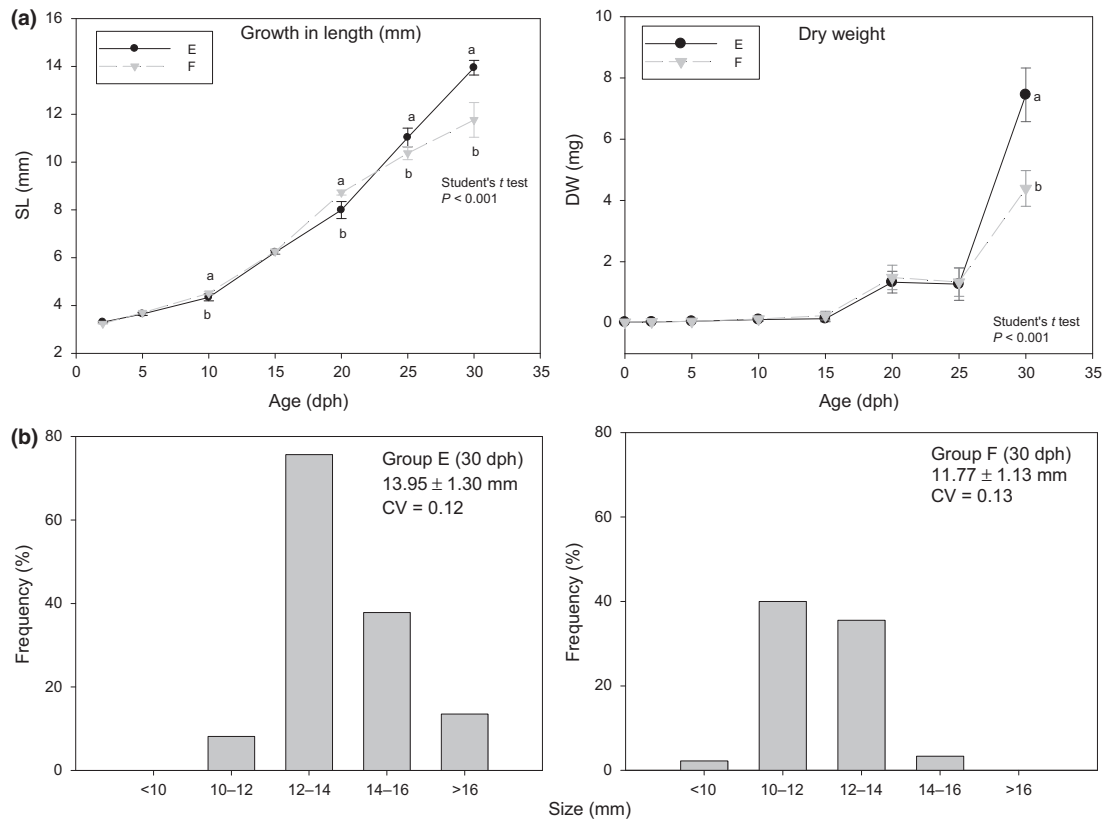 (a)
Growth in length (mm)
E
F
SL (mm)
16
14
12
10
8
6
4
2
a
a
a
a
b
b
b
b
Student's t test
P < 0.001
0 5 10 15 20 25 30 35
Age (dph)
Dry weight
E
F
DW (mg)
10
8
6
4
2
0
a
b
Student's t test
P < 0.001
0 5 10 15 20 25 30 35
Age (dph)
(b)
Group E (30 dph)
13.95 ± 1.30 mm
CV = 0.12
Frequency (%)
80
60
40
20
0
<10 10–12 12–14 14–16 >16
Group F (30 dph)
11.77 ± 1.13 mm
CV = 0.13
Frequency (%)
80
60
40
20
0
<10 10–12 12–14 14–16 >16
Size (mm)